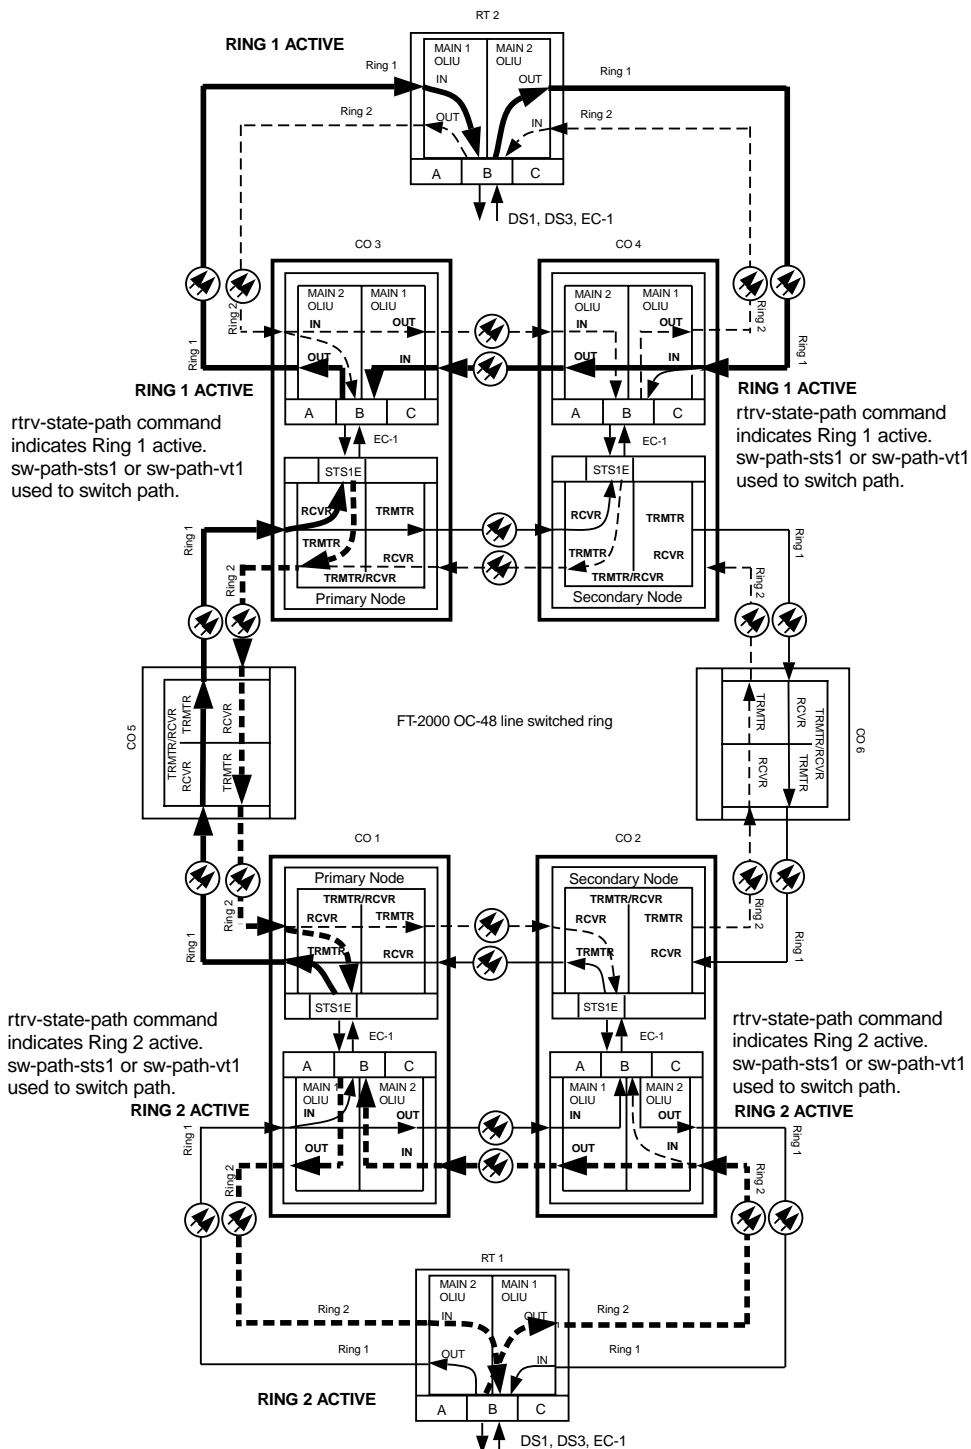 RT 2
RING 1 ACTIVE
MAIN 1
OLIU
MAIN 2
OLIU
Ring 1
IN
OUT
Ring 1
Ring 2
OUT
IN
Ring 2
A
B
C
DS1, DS3, EC-1
CO 3
CO 4
MAIN 2
OLIU
MAIN 1
OLIU
MAIN 2
OLIU
MAIN 1
OLIU
Ring 2
IN
OUT
IN
OUT
Ring 2
Ring 1
OUT
IN
OUT
IN
Ring 1
RING 1 ACTIVE
RING 1 ACTIVE
rtrv-state-path command
indicates Ring 1 active.
sw-path-sts1 or sw-path-vt1
used to switch path.
A
B
C
A
B
C
rtrv-state-path command
indicates Ring 1 active.
sw-path-sts1 or sw-path-vt1
used to switch path.
EC-1
EC-1
STS1E
STS1E
Ring 1
RCVR
TRMTR
RCVR
TRMTR
Ring 1
TRMTR
RCVR
TRMTR
RCVR
Ring 2
TRMTR/RCVR
TRMTR/RCVR
Ring 2
Primary Node
Secondary Node
CO 5
TRMTR/RCVR
TRMTR
RCVR
RCVR
TRMTR
FT-2000 OC-48 line switched ring
TRMTR
RCVR
RCVR
TRMTR
TRMTR/RCVR
CO 6
CO 1
CO 2
Primary Node
Secondary Node
TRMTR/RCVR
TRMTR/RCVR
Ring 2
RCVR
TRMTR
RCVR
TRMTR
Ring 2
Ring 1
TRMTR
RCVR
TRMTR
RCVR
Ring 1
STS1E
STS1E
rtrv-state-path command
indicates Ring 2 active.
sw-path-sts1 or sw-path-vt1
used to switch path.
EC-1
EC-1
rtrv-state-path command
indicates Ring 2 active.
sw-path-sts1 or sw-path-vt1
used to switch path.
A
B
C
A
B
C
RING 2 ACTIVE
MAIN 1
OLIU
MAIN 2
OLIU
MAIN 1
OLIU
MAIN 2
OLIU
RING 2 ACTIVE
Ring 1
IN
OUT
IN
OUT
Ring 1
Ring 2
OUT
IN
OUT
IN
Ring 2
RT 1
MAIN 2
OLIU
MAIN 1
OLIU
Ring 2
IN
OUT
Ring 2
Ring 1
OUT
IN
Ring 1
RING 2 ACTIVE
A
B
C
DS1, DS3, EC-1